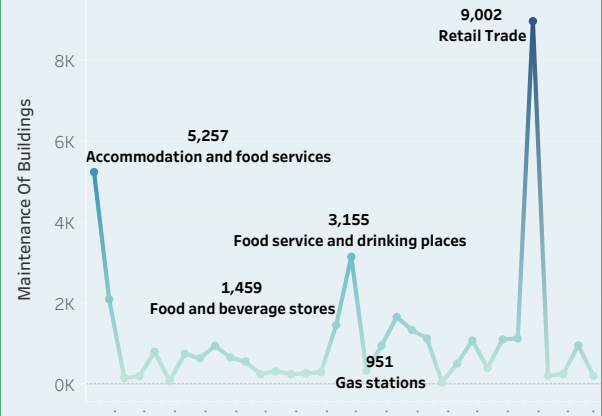 9,002
Retail Trade
8K
Maintenance Of Buildings
6K
5,257
Accommodation and food services
4K
3,155
Food service and drinking places
1,459
Food and beverage stores
2K
951
Gas stations
0K